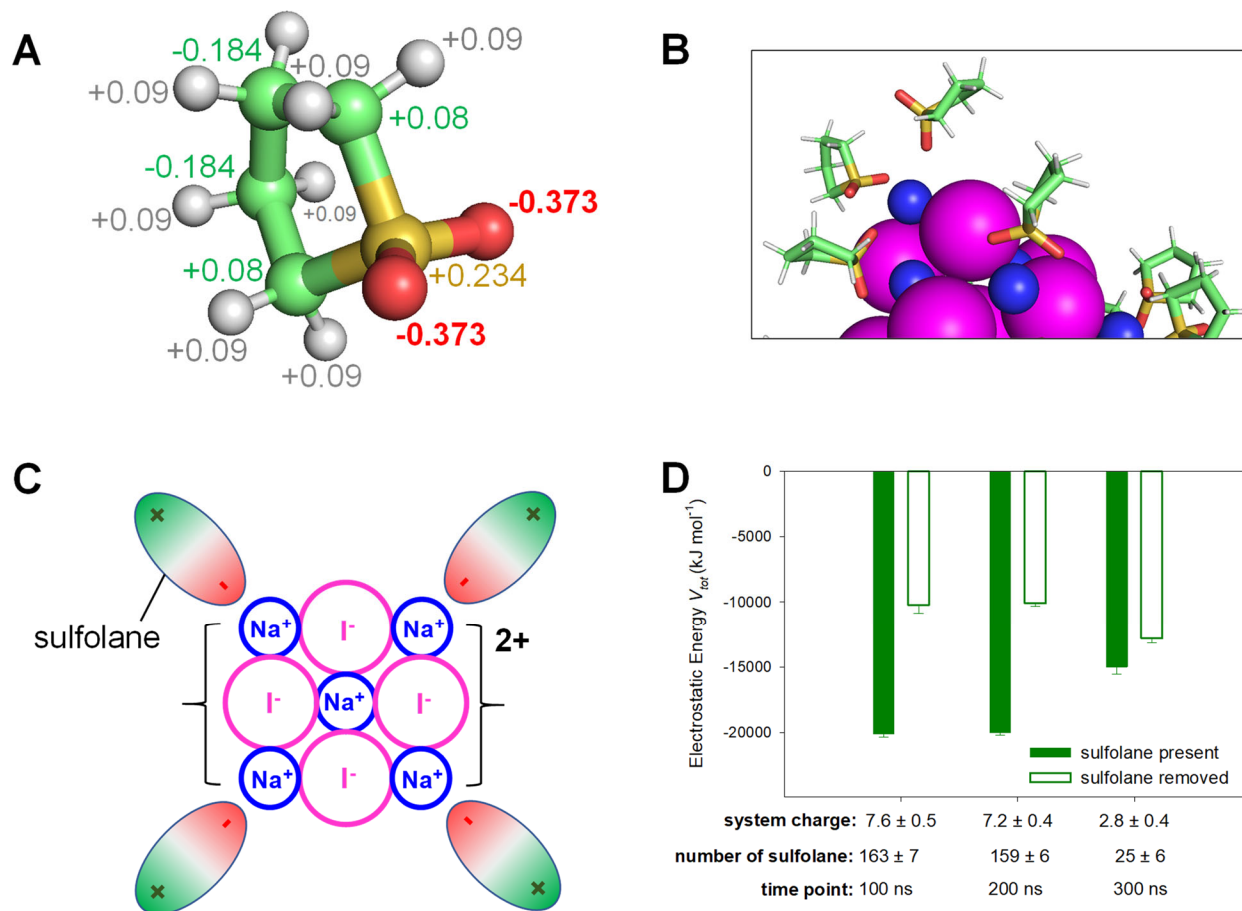 A
-0.184
+0.09
+0.09
+0.09
+0.08
-0.184
+0.09
+0.09
-0.373
+0.08
+0.234
-0.373
+0.09
+0.09
B
C
+
+
-
-
sulfolane
Na⁺
I⁻
Na⁺
2+
I⁻
Na⁺
I⁻
Na⁺
I⁻
Na⁺
-
-
+
+
D
Electrostatic Energy Vtot (kJ mol⁻¹)
0
-5000
-10000
-15000
-20000
sulfolane present
sulfolane removed
system charge: 7.6 ± 0.5 7.2 ± 0.4 2.8 ± 0.4
number of sulfolane: 163 ± 7 159 ± 6 25 ± 6
time point: 100 ns 200 ns 300 ns